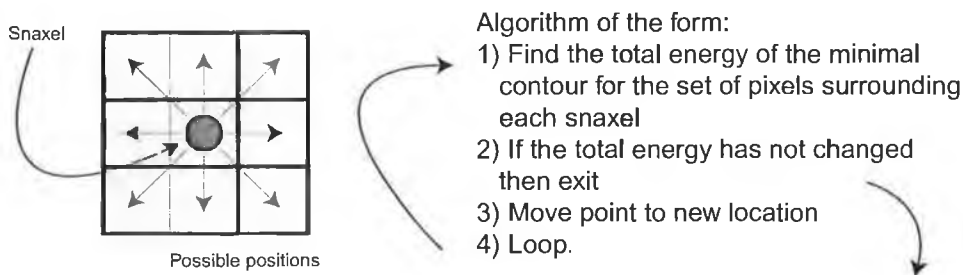 Snaxel
Possible positions
Algorithm of the form:
1) Find the total energy of the minimal
contour for the set of pixels surrounding
each snaxel
2) If the total energy has not changed
then exit
3) Move point to new location
4) Loop.